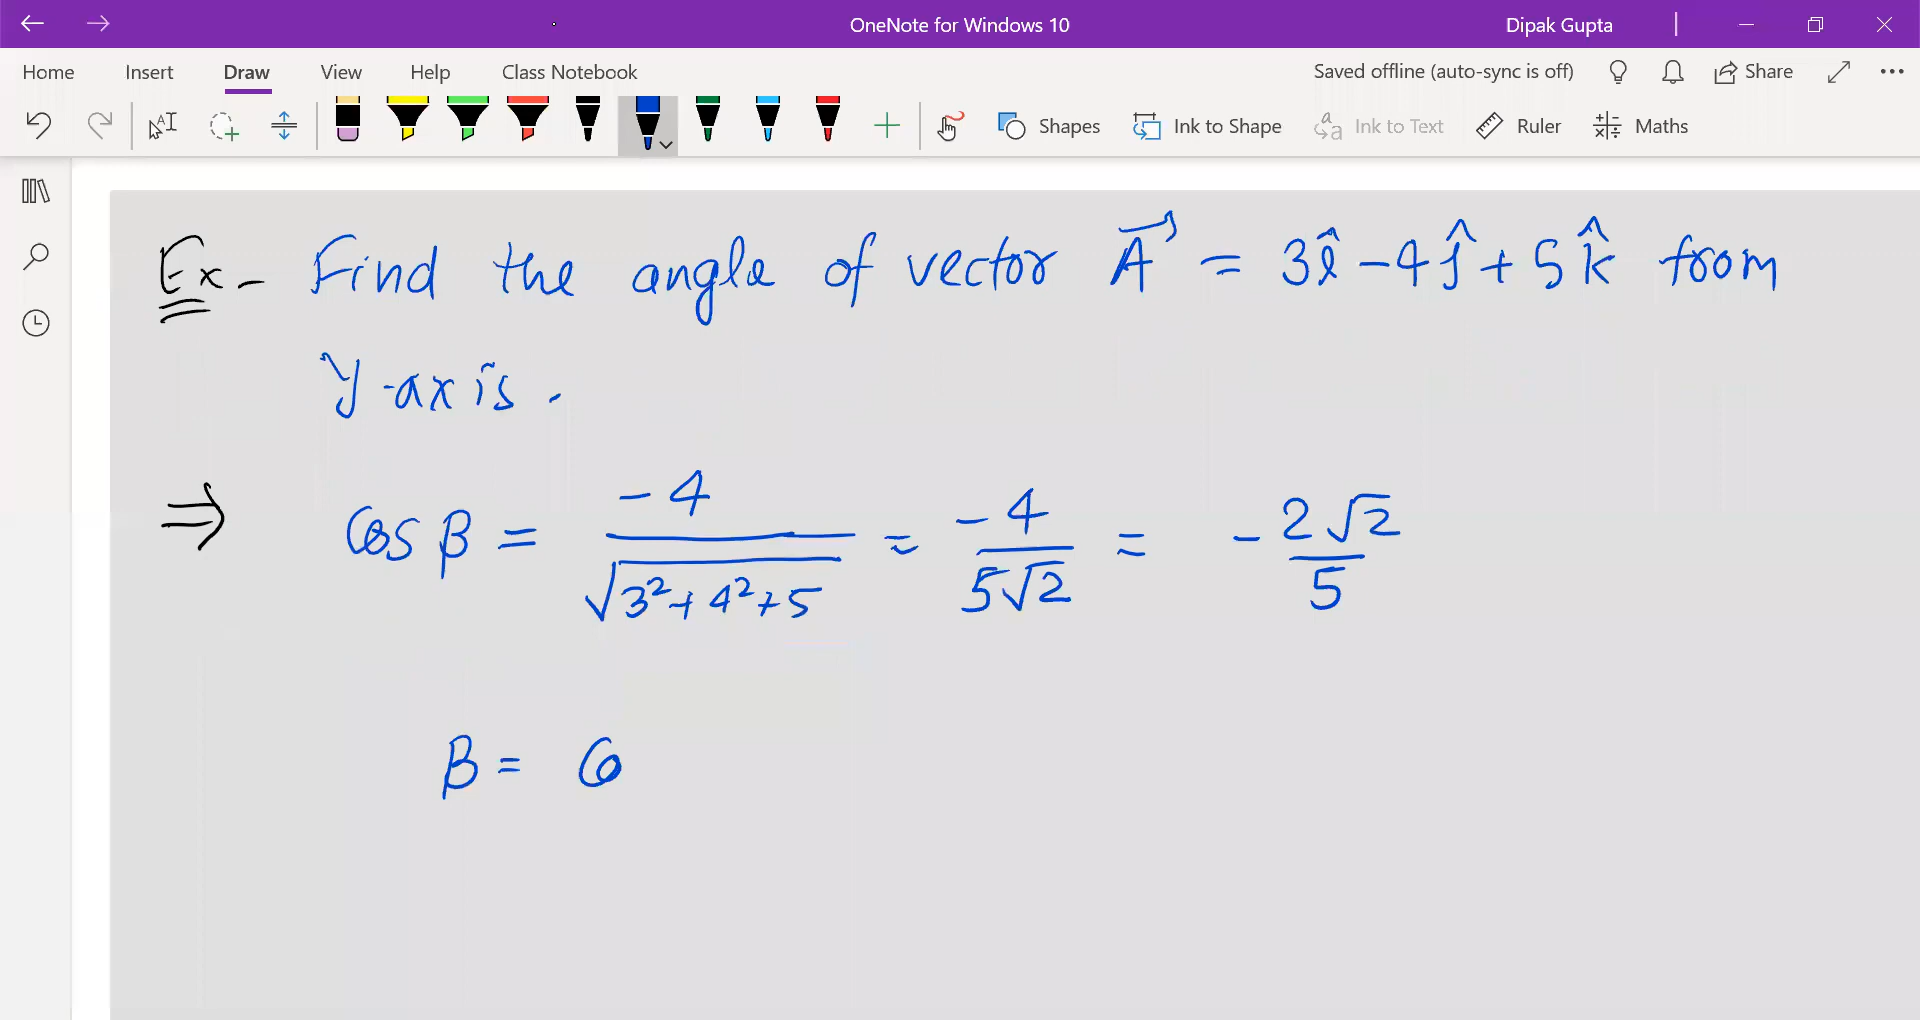 OneNote for Windows 10
Dipak Gupta
Home Insert Draw View Help Class Notebook
Saved offline (auto-sync is off) Share
Shapes Ink to Shape Ink to Text Ruler Maths
Ex- Find the angle of vector A⃗ = 3î - 4ĵ + 5k̂ from
Y-axis.
⇒ Cos β = -4/√(3²+4²+5) = -4/(5√2) = -2√2/5
β = Co